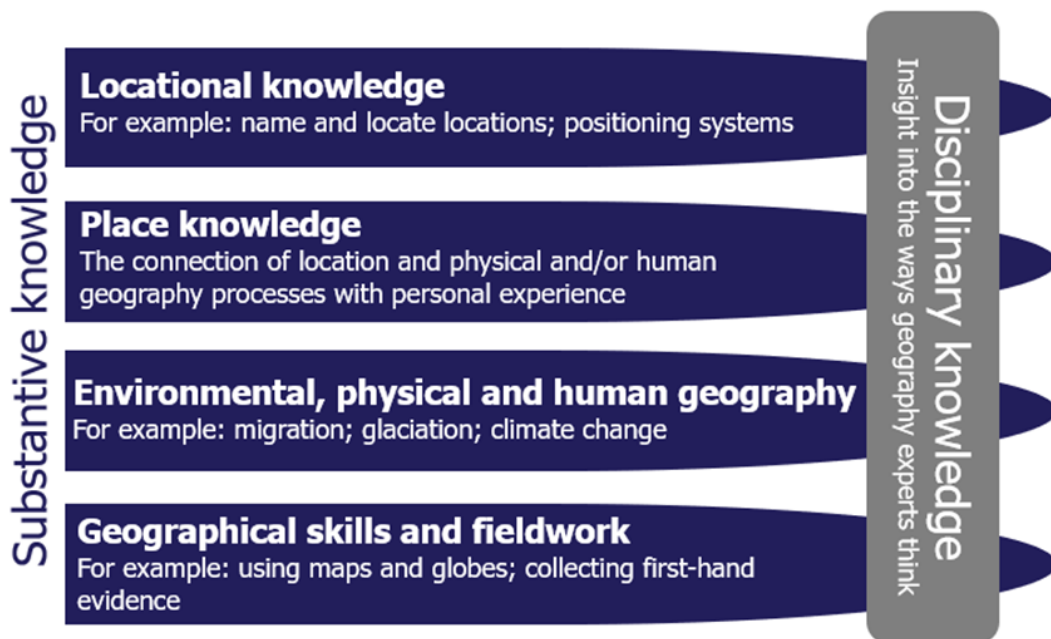 Substantive knowledge
Locational knowledge
For example: name and locate locations; positioning systems
Place knowledge
The connection of location and physical and/or human
geography processes with personal experience
Environmental, physical and human geography
For example: migration; glaciation; climate change
Geographical skills and fieldwork
For example: using maps and globes; collecting first-hand
evidence
Disciplinary knowledge
Insight into the ways geography experts think